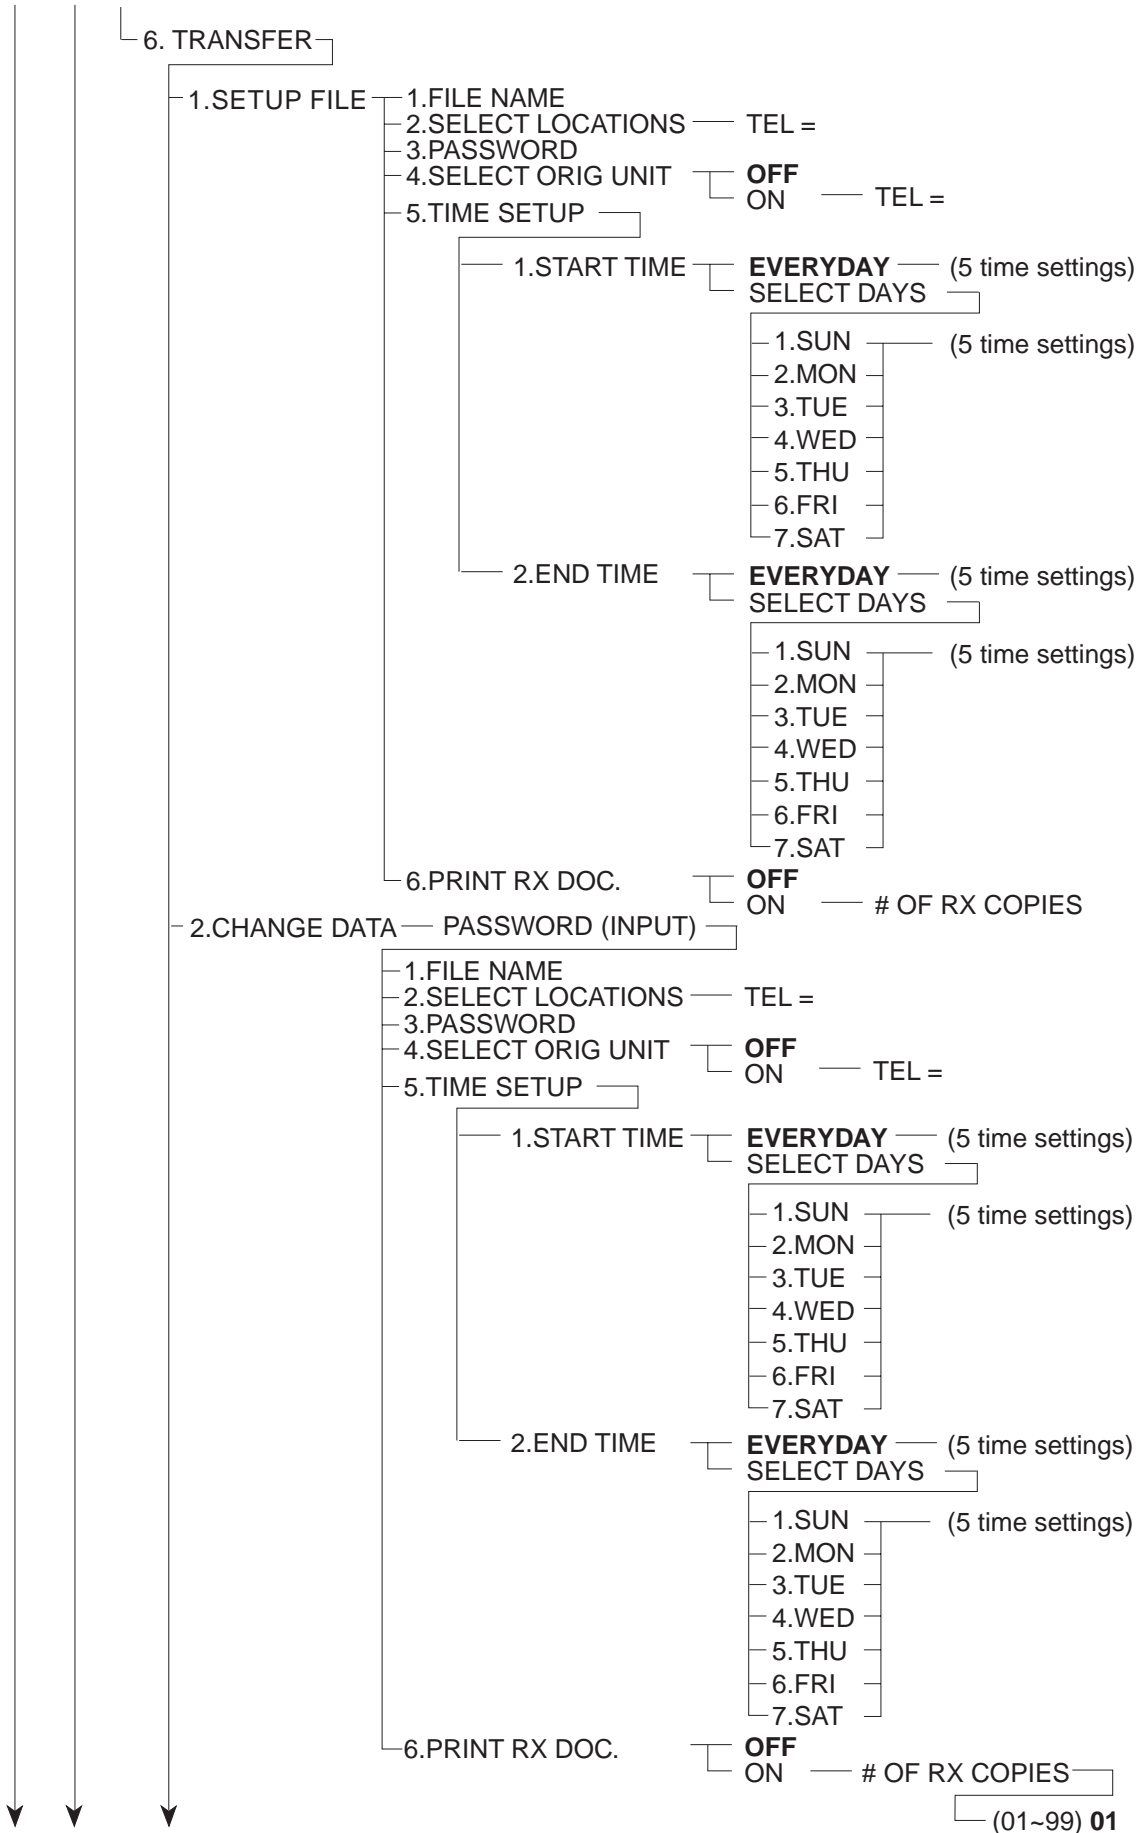 6. TRANSFER
1.SETUP FILE
1.FILE NAME
2.SELECT LOCATIONS TEL =
3.PASSWORD
4.SELECT ORIG UNIT OFF
ON TEL =
5.TIME SETUP
1.START TIME EVERYDAY (5 time settings)
SELECT DAYS
1.SUN (5 time settings)
2.MON
3.TUE
4.WED
5.THU
6.FRI
7.SAT
2.END TIME EVERYDAY (5 time settings)
SELECT DAYS
1.SUN (5 time settings)
2.MON
3.TUE
4.WED
5.THU
6.FRI
7.SAT
6.PRINT RX DOC. OFF
ON # OF RX COPIES
2.CHANGE DATA PASSWORD (INPUT)
1.FILE NAME
2.SELECT LOCATIONS TEL =
3.PASSWORD
4.SELECT ORIG UNIT OFF
ON TEL =
5.TIME SETUP
1.START TIME EVERYDAY (5 time settings)
SELECT DAYS
1.SUN (5 time settings)
2.MON
3.TUE
4.WED
5.THU
6.FRI
7.SAT
2.END TIME EVERYDAY (5 time settings)
SELECT DAYS
1.SUN (5 time settings)
2.MON
3.TUE
4.WED
5.THU
6.FRI
7.SAT
6.PRINT RX DOC. OFF
ON # OF RX COPIES
(01~99) 01